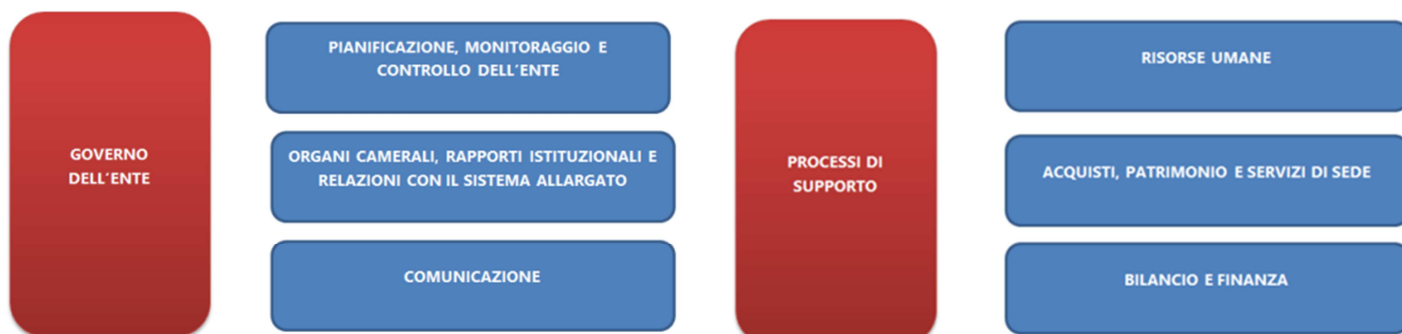 GOVERNO
DELL'ENTE
PIANIFICAZIONE, MONITORAGGIO E
CONTROLLO DELL'ENTE
ORGANI CAMERALI, RAPPORTI ISTITUZIONALI E
RELAZIONI CON IL SISTEMA ALLARGATO
COMUNICAZIONE
PROCESSI DI
SUPPORTO
RISORSE UMANE
ACQUISTI, PATRIMONIO E SERVIZI DI SEDE
BILANCIO E FINANZA